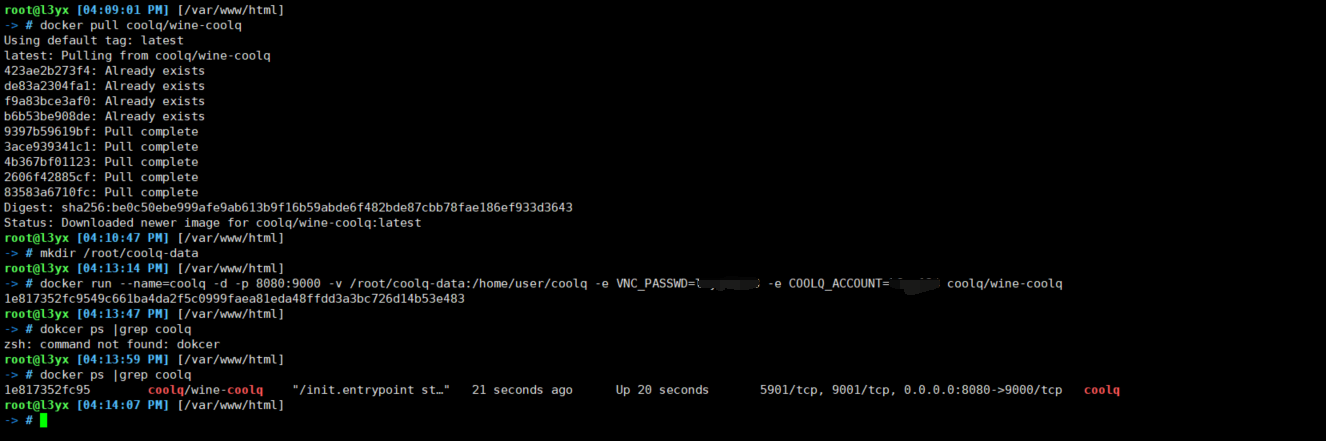 root@l3yx [04:09:01 PM] [/var/www/html]
-> # docker pull coolq/wine-coolq
Using default tag: latest
latest: Pulling from coolq/wine-coolq
423ae2b273f4: Already exists
de83a2304fa1: Already exists
f9a83bce3af0: Already exists
b6b53be908de: Already exists
9397b59619bf: Pull complete
3ace939341c1: Pull complete
4b367bf01123: Pull complete
2606f42885cf: Pull complete
83583a6710fc: Pull complete
Digest: sha256:be0c50ebe999afe9ab613b9f16b59abde6f482bde87cbb78fae186ef933d3643
Status: Downloaded newer image for coolq/wine-coolq:latest
root@l3yx [04:10:47 PM] [/var/www/html]
-> # mkdir /root/coolq-data
root@l3yx [04:13:14 PM] [/var/www/html]
-> # docker run --name=coolq -d -p 8080:9000 -v /root/coolq-data:/home/user/coolq -e VNC_PASSWD= -e COOLQ_ACCOUNT= coolq/wine-coolq
1e817352fc9549c661ba4da2f5c0999faea81eda48ffdd3a3bc726d14b53e483
root@l3yx [04:13:47 PM] [/var/www/html]
-> # dokcer ps |grep coolq
zsh: command not found: dokcer
root@l3yx [04:13:59 PM] [/var/www/html]
-> # docker ps |grep coolq
1e817352fc95 coolq/wine-coolq "/init.entrypoint st…" 21 seconds ago Up 20 seconds 5901/tcp, 9001/tcp, 0.0.0.0:8080->9000/tcp coolq
root@l3yx [04:14:07 PM] [/var/www/html]
-> #